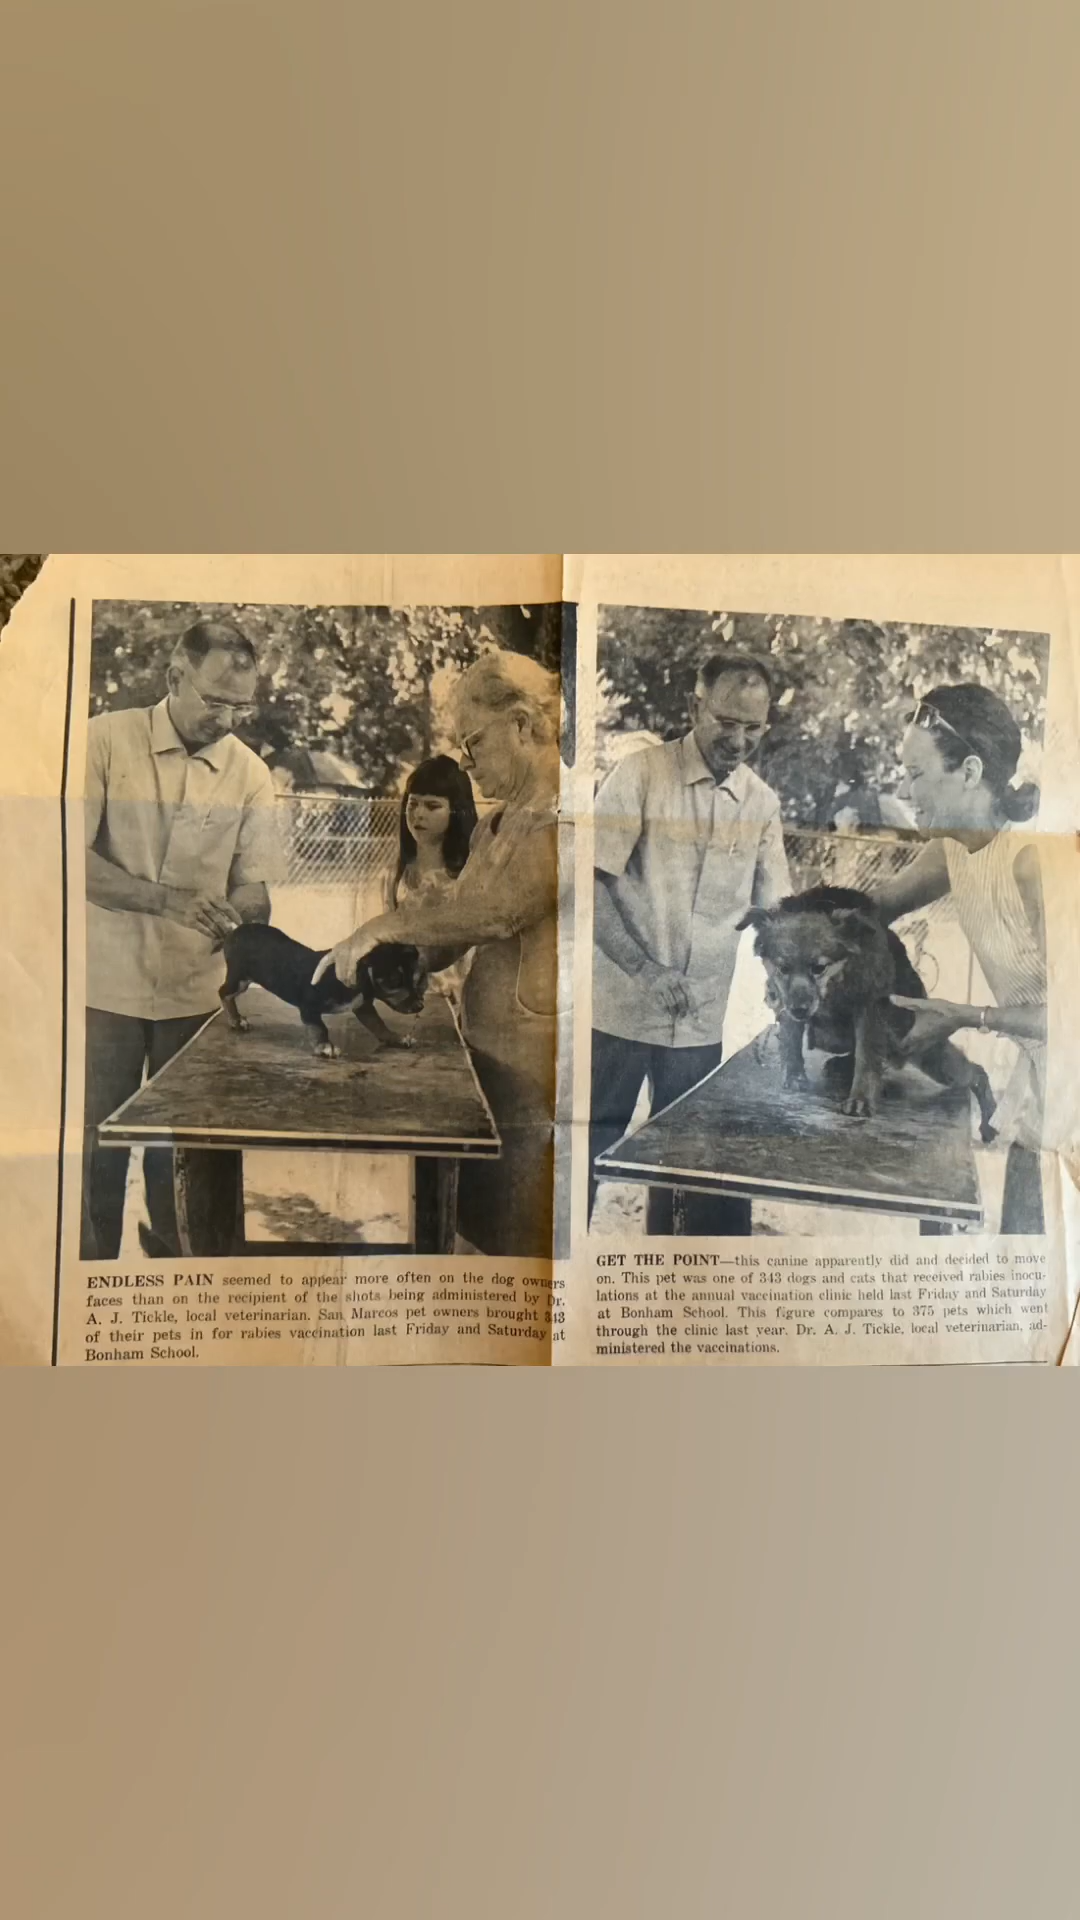 ENDLESS PAIN seemed to appear more often on the dog owners
faces than on the recipient of the shots being administered by Dr.
A. J. Tickle, local veterinarian. San Marcos pet owners brought 343
of their pets in for rabies vaccination last Friday and Saturday at
Bonham School.
GET THE POINT—this canine apparently did and decided to move
on. This pet was one of 343 dogs and cats that received rabies inocu-
lations at the annual vaccination clinic held last Friday and Saturday
at Bonham School. This figure compares to 375 pets which went
through the clinic last year. Dr. A. J. Tickle, local veterinarian, ad-
ministered the vaccinations.